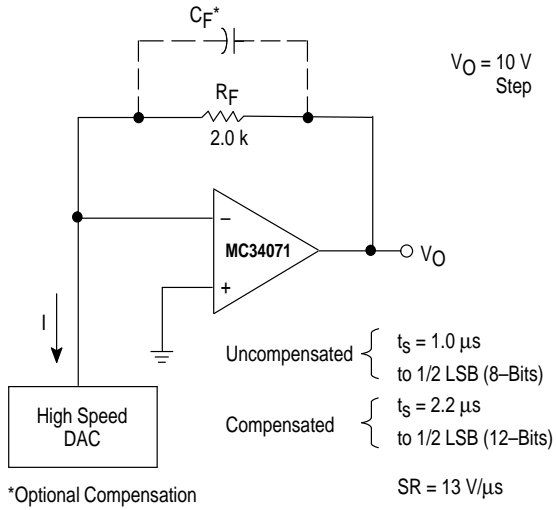 CF*
VO = 10 V
Step
RF
2.0 k
–
MC34071
+
VO
I
Uncompensated
ts = 1.0 µs
to 1/2 LSB (8–Bits)
High Speed
DAC
Compensated
ts = 2.2 µs
to 1/2 LSB (12–Bits)
*Optional Compensation
SR = 13 V/µs